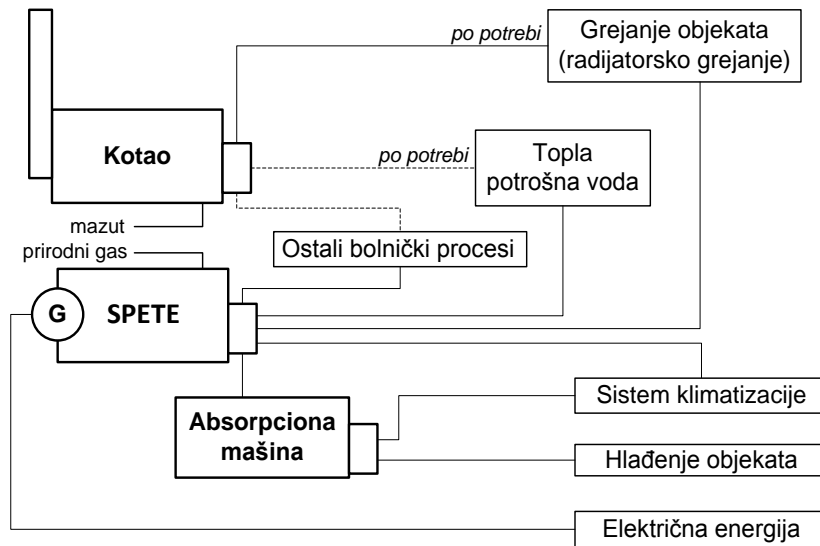 po potrebi
Grejanje objekata
(radijatorsko grejanje)
Kotao
po potrebi
Topla
potrošna voda
mazut
prirodni gas
Ostali bolnički procesi
G
SPETE
Absorpciona
mašina
Sistem klimatizacije
Hlađenje objekata
Električna energija